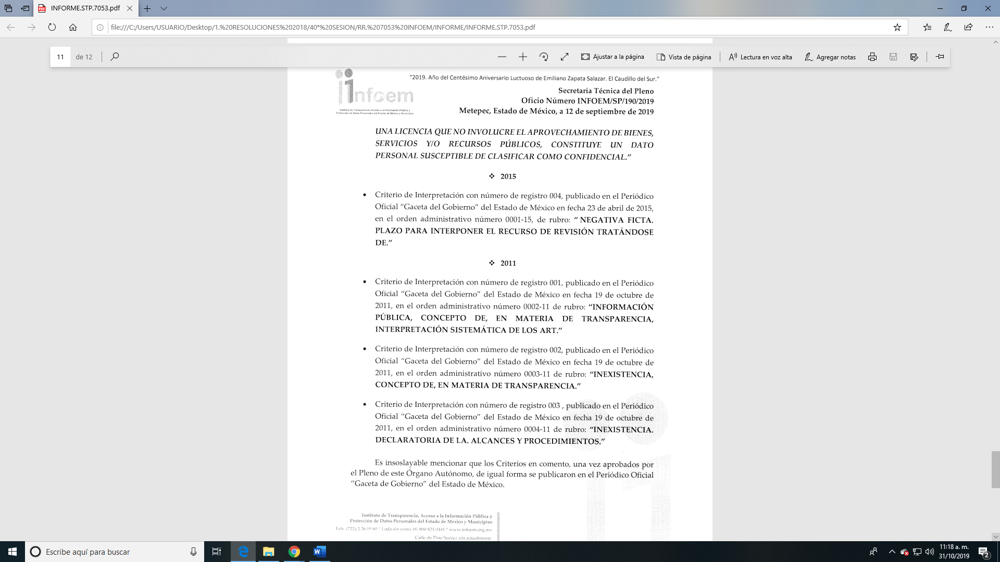 INFORME.STP.7053.pdf
file:///C:/Users/USUARIO/Desktop/1.%20RESOLUCIONES%202018/40°%20SESION/RR.%207053%20INFOEM/INFORME/INFORME.STP.7053.pdf
11 de 12
Ajustar a la página
Vista de página
Lectura en voz alta
Agregar notas
infoem
Instituto de Transparencia, Acceso a la Información Pública y
Protección de Datos Personales del Estado de México y Municipios
“2019. Año del Centésimo Aniversario Luctuoso de Emiliano Zapata Salazar. El Caudillo del Sur."
Secretaría Técnica del Pleno
Oficio Número INFOEM/SP/190/2019
Metepec, Estado de México, a 12 de septiembre de 2019
UNA LICENCIA QUE NO INVOLUCRE EL APROVECHAMIENTO DE BIENES,
SERVICIOS Y/O RECURSOS PÚBLICOS, CONSTITUYE UN DATO
PERSONAL SUSCEPTIBLE DE CLASIFICAR COMO CONFIDENCIAL.”
❖ 2015
• Criterio de Interpretación con número de registro 004, publicado en el Periódico
Oficial “Gaceta del Gobierno” del Estado de México en fecha 23 de abril de 2015,
en el orden administrativo número 0001-15, de rubro: “ NEGATIVA FICTA.
PLAZO PARA INTERPONER EL RECURSO DE REVISIÓN TRATÁNDOSE
DE.”
❖ 2011
• Criterio de Interpretación con número de registro 001, publicado en el Periódico
Oficial “Gaceta del Gobierno” del Estado de México en fecha 19 de octubre de
2011, en el orden administrativo número 0002-11 de rubro: “INFORMACIÓN
PÚBLICA, CONCEPTO DE, EN MATERIA DE TRANSPARENCIA,
INTERPRETACIÓN SISTEMÁTICA DE LOS ART.”
• Criterio de Interpretación con número de registro 002, publicado en el Periódico
Oficial “Gaceta del Gobierno” del Estado de México en fecha 19 de octubre de
2011, en el orden administrativo número 0003-11 de rubro: “INEXISTENCIA,
CONCEPTO DE, EN MATERIA DE TRANSPARENCIA.”
• Criterio de Interpretación con número de registro 003 , publicado en el Periódico
Oficial “Gaceta del Gobierno” del Estado de México en fecha 19 de octubre de
2011, en el orden administrativo número 0004-11 de rubro: “INEXISTENCIA.
DECLARATORIA DE LA. ALCANCES Y PROCEDIMIENTOS.”
Es insoslayable mencionar que los Criterios en comento, una vez aprobados por
el Pleno de este Órgano Autónomo, de igual forma se publicaron en el Periódico Oficial
“Gaceta de Gobierno” del Estado de México.
Instituto de Transparencia, Acceso a la Información Pública y
Protección de Datos Personales del Estado de México y Municipios
Tels. (722) 2 26 19 80 * Lada sin costo: 01 800 821 0441 * www.infoem.org.mx
Calle de Pino Suárez s/n actualmente
Escribe aquí para buscar
11:18 a. m.
31/10/2019
2